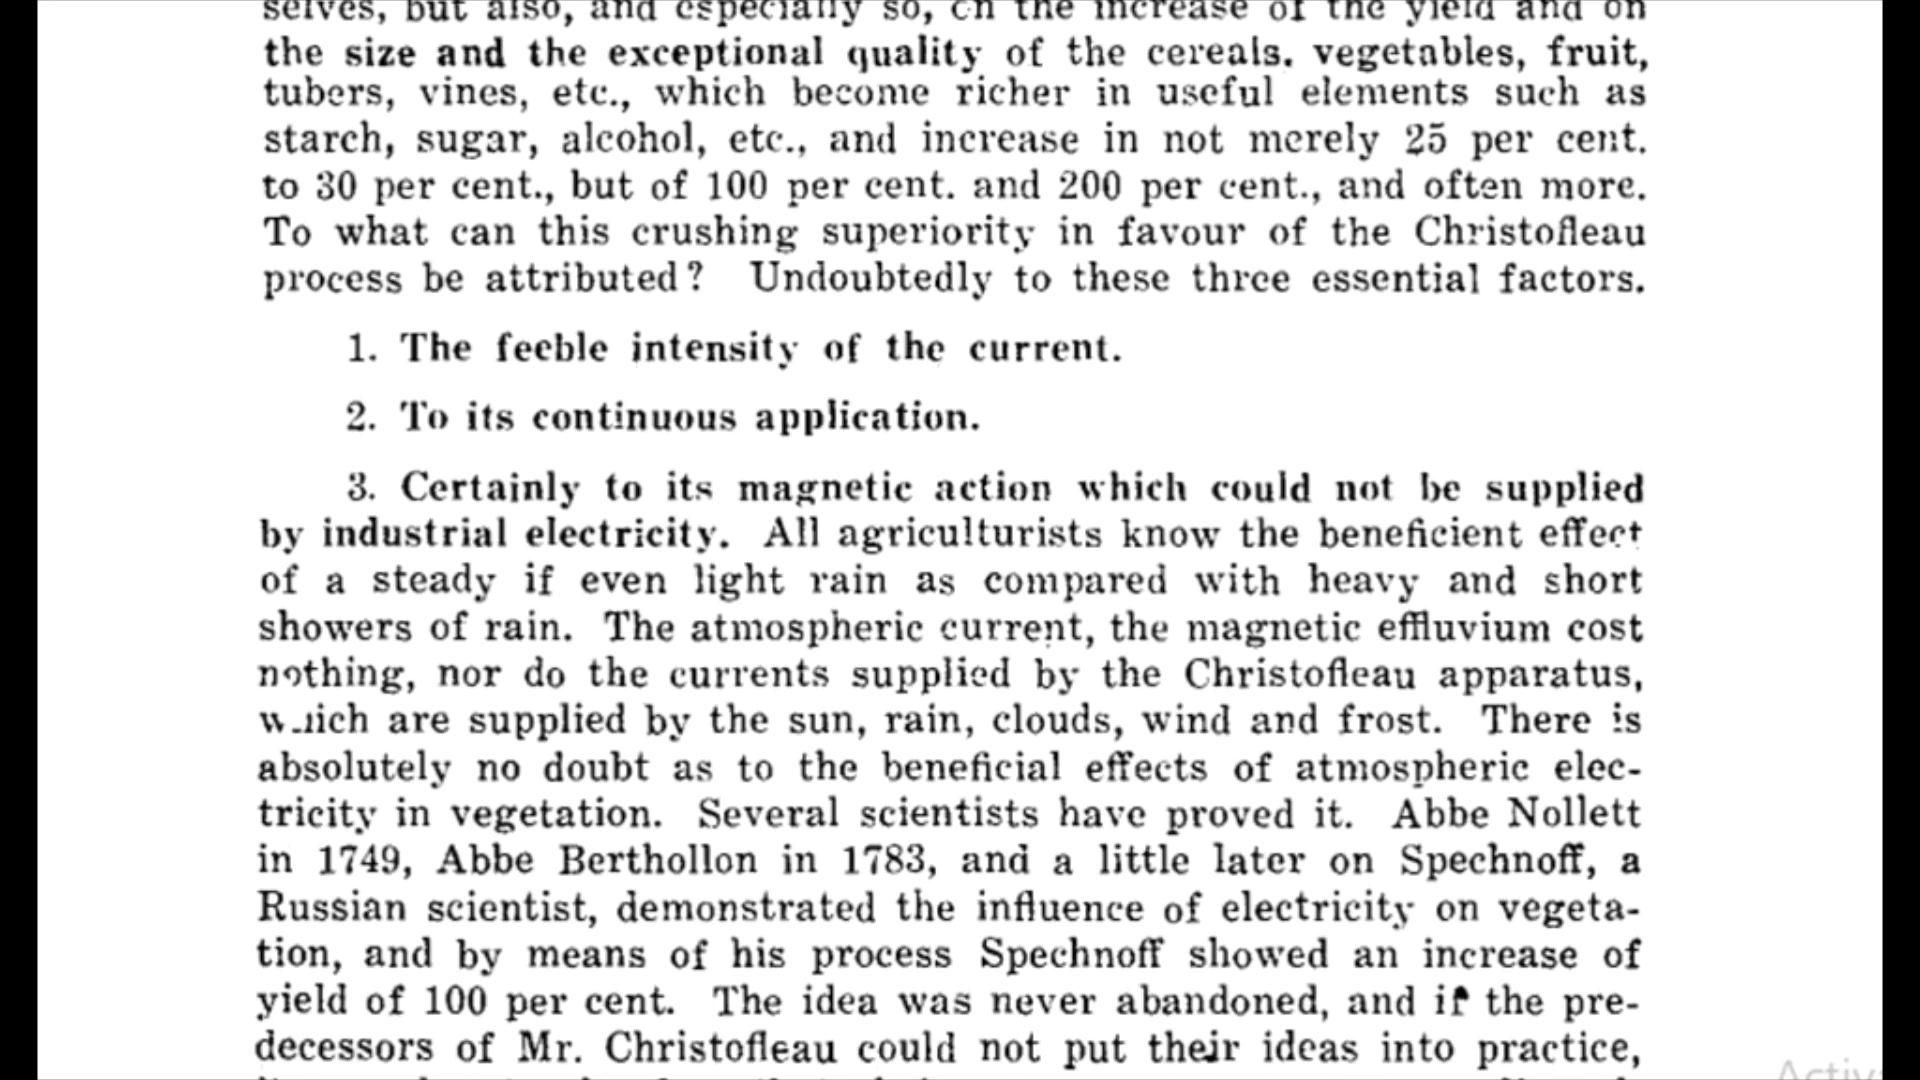 selves, but also, and especially so, on the increase of the yield and on
the size and the exceptional quality of the cereals. vegetables, fruit,
tubers, vines, etc., which become richer in useful elements such as
starch, sugar, alcohol, etc., and increase in not merely 25 per cent.
to 30 per cent., but of 100 per cent. and 200 per cent., and often more.
To what can this crushing superiority in favour of the Christofleau
process be attributed? Undoubtedly to these three essential factors.
1. The feeble intensity of the current.
2. To its continuous application.
3. Certainly to its magnetic action which could not be supplied
by industrial electricity. All agriculturists know the beneficient effect
of a steady if even light rain as compared with heavy and short
showers of rain. The atmospheric current, the magnetic effluvium cost
nothing, nor do the currents supplied by the Christofleau apparatus,
which are supplied by the sun, rain, clouds, wind and frost. There is
absolutely no doubt as to the beneficial effects of atmospheric elec-
tricity in vegetation. Several scientists have proved it. Abbe Nollett
in 1749, Abbe Berthollon in 1783, and a little later on Spechnoff, a
Russian scientist, demonstrated the influence of electricity on vegeta-
tion, and by means of his process Spechnoff showed an increase of
yield of 100 per cent. The idea was never abandoned, and if the pre-
decessors of Mr. Christofleau could not put their ideas into practice,